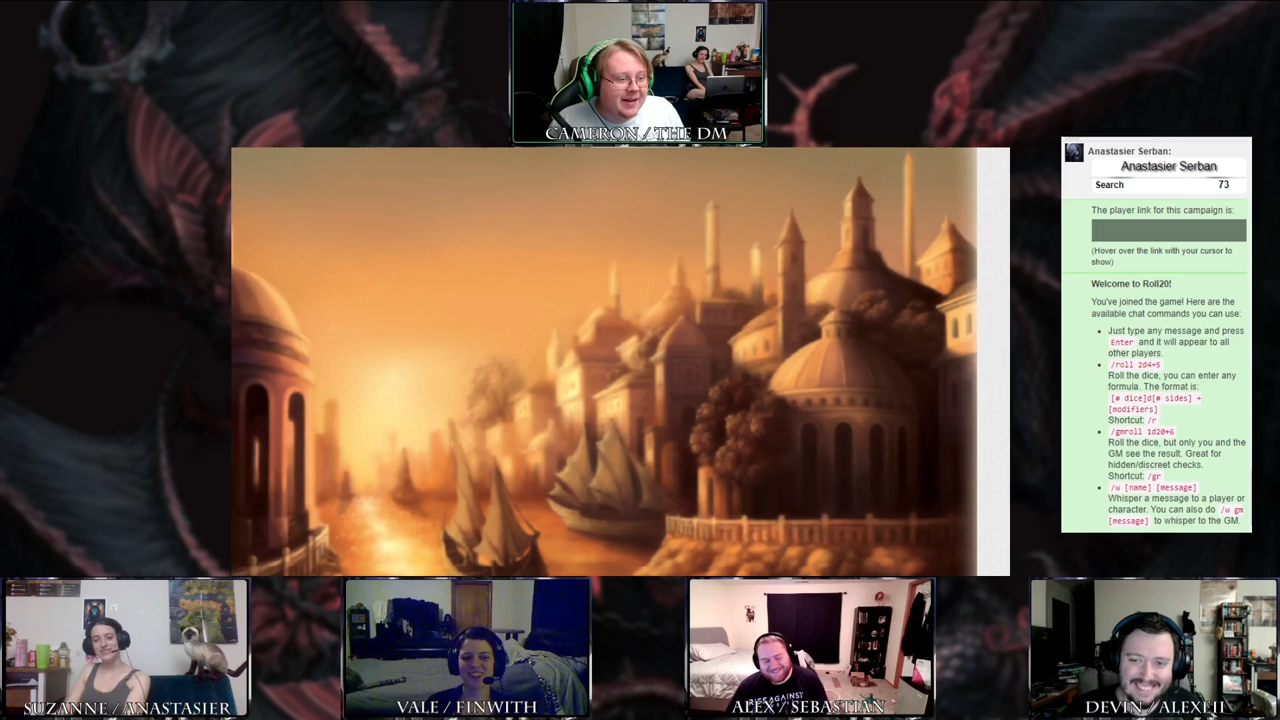 CAMERON / THE DM
Anastasier Serban:
Anastasier Serban
Search 73
The player link for this campaign is:
(Hover over the link with your cursor to
show)
Welcome to Roll20!
You've joined the game! Here are the
available chat commands you can use:
Just type any message and press
Enter and it will appear to all
other players.
/roll 2d4+5
Roll the dice, you can enter any
formula. The format is:
[# dice]d[# sides] +
[modifiers]
Shortcut: /r
/gmroll 1d20+6
Roll the dice, but only you and the
GM see the result. Great for
hidden/discreet checks.
Shortcut: /gr
/w [name] [message]
Whisper a message to a player or
character. You can also do /w gm
[message] to whisper to the GM.
SUZANNE / ANASTASIER
VALE / FINWITH
RISE AGAINST
ALEX / SEBASTIAN
DEVIN / ALEXEII